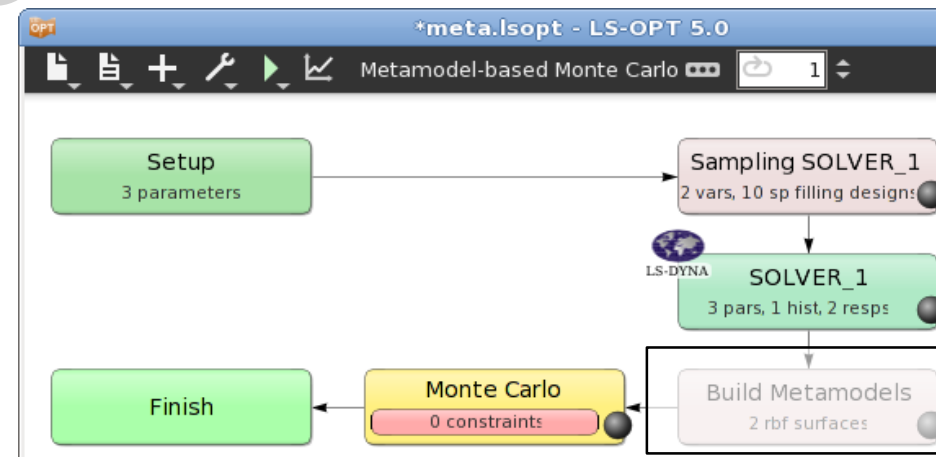 OPT
*meta.lsopt - LS-OPT 5.0
Metamodel-based Monte Carlo 1
Setup
3 parameters
Sampling SOLVER_1
2 vars, 10 sp filling designs
LS-DYNA
SOLVER_1
3 pars, 1 hist, 2 resps
Finish
Monte Carlo
0 constraints
Build Metamodels
2 rbf surfaces